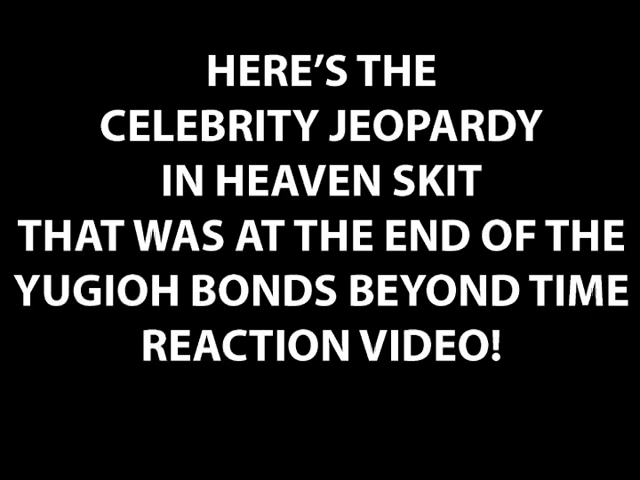 HERE'S THE
CELEBRITY JEOPARDY
IN HEAVEN SKIT
THAT WAS AT THE END OF THE
YUGIOH BONDS BEYOND TIME
REACTION VIDEO!